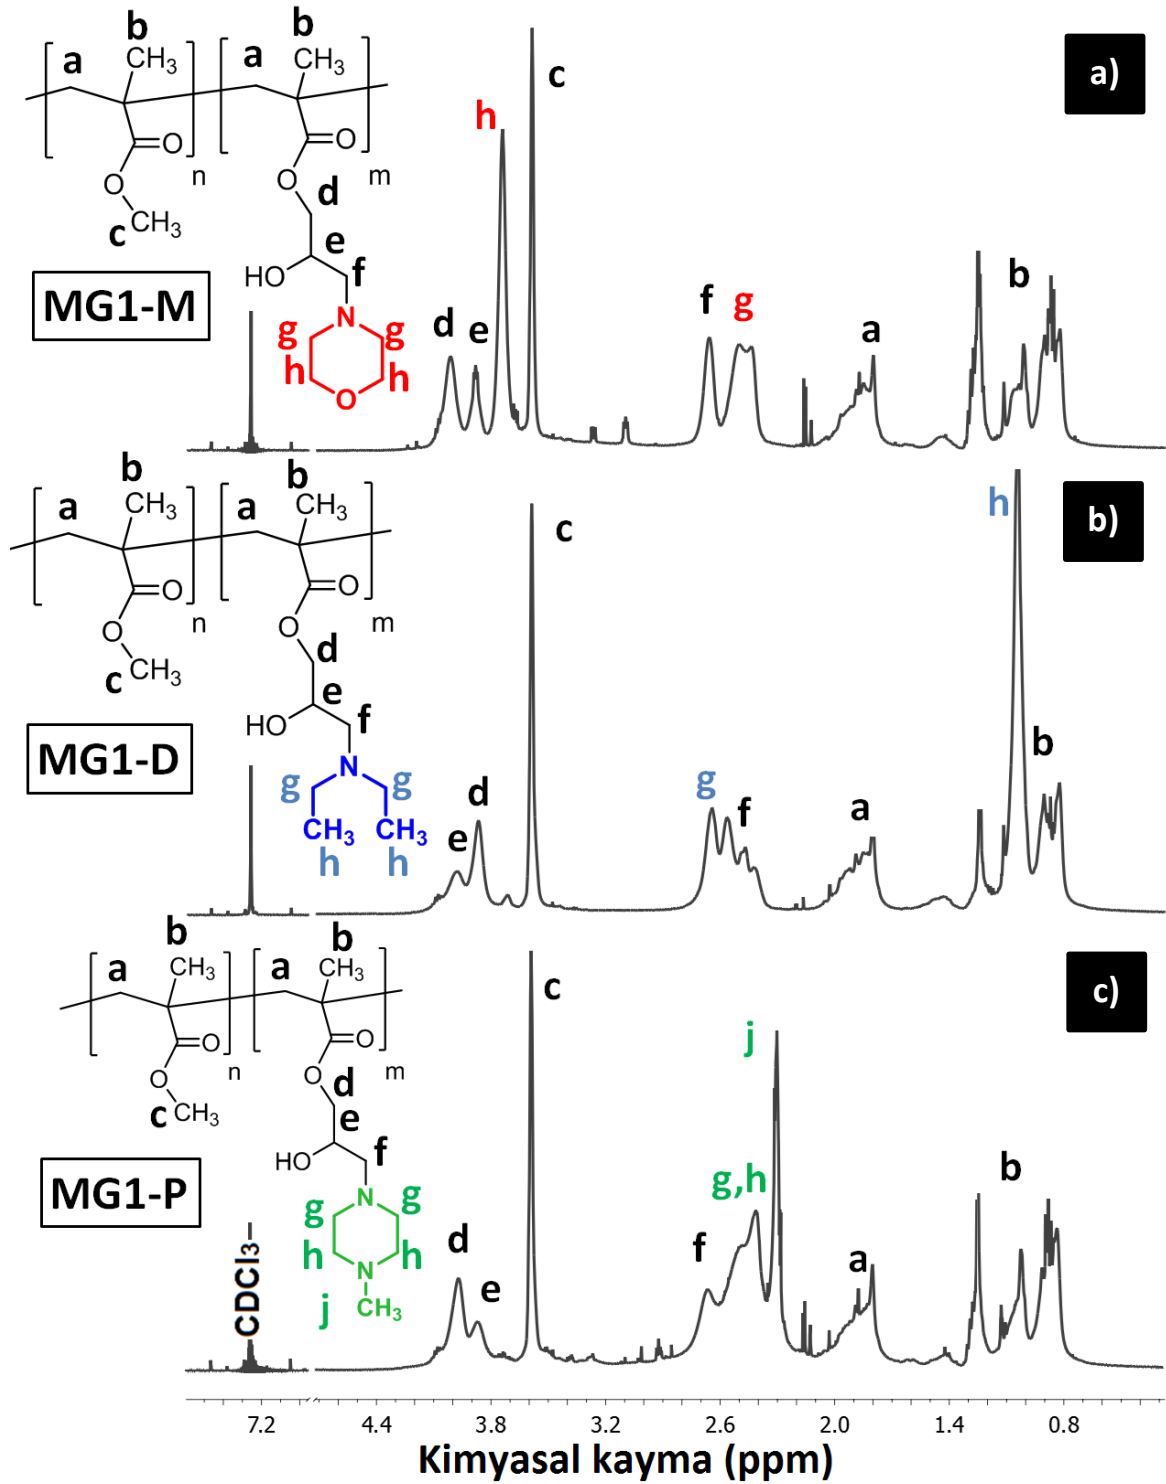 b
b
a
a
CH₃
CH₃
a)
c
h
O
O
O
O
n
m
d
c
CH₃
e
HO
f
MG1-M
N
g
g
h
h
O
d
e
f
g
a
b
b
b
a
a
CH₃
CH₃
h
b)
c
O
O
O
O
n
m
d
c
CH₃
e
HO
f
MG1-D
N
g
g
CH₃
CH₃
h
h
e
d
g
f
a
b
b
b
a
a
CH₃
CH₃
c)
c
j
O
O
O
O
n
m
d
c
CH₃
e
HO
f
MG1-P
N
g
g
h
h
N
j
CH₃
CDCl3
d
e
f
g,h
a
b
7.2 4.4 3.8 3.2 2.6 2.0 1.4 0.8
Kimyasal kayma (ppm)